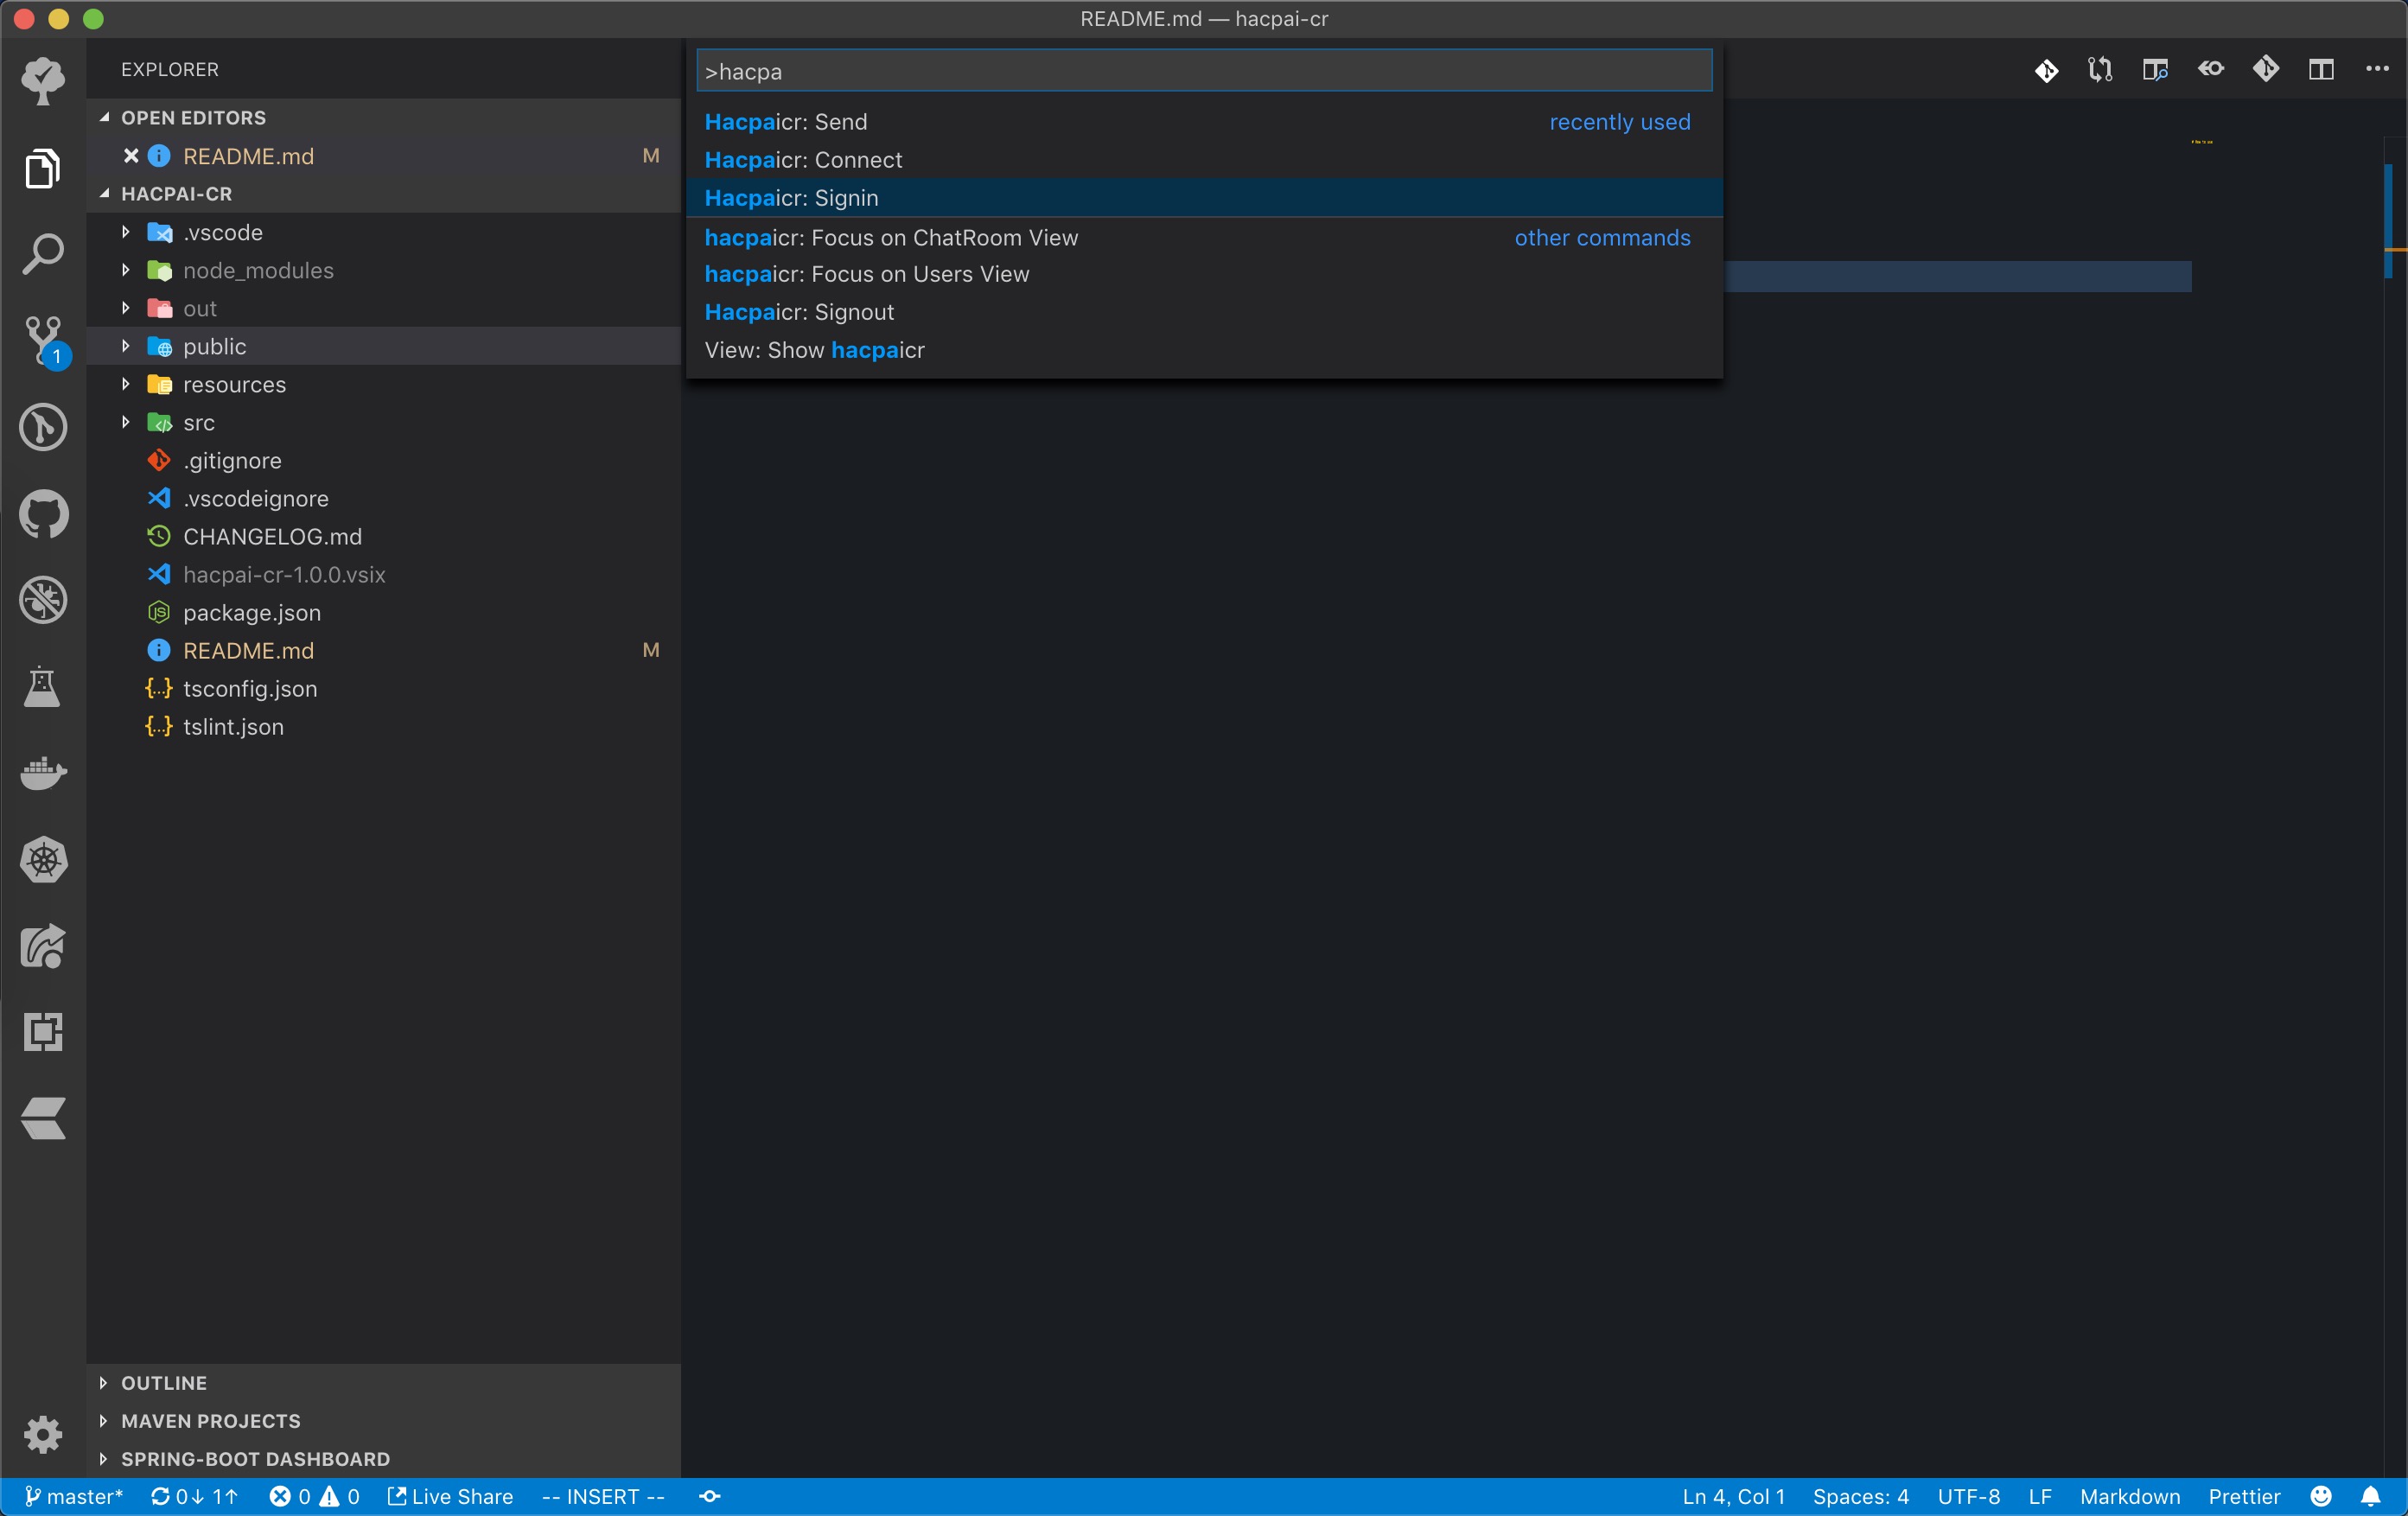 README.md — hacpai-cr
EXPLORER
OPEN EDITORS
README.md M
HACPAI-CR
.vscode
node_modules
out
public
resources
src
.gitignore
.vscodeignore
CHANGELOG.md
hacpai-cr-1.0.0.vsix
package.json
README.md M
tsconfig.json
tslint.json
OUTLINE
MAVEN PROJECTS
SPRING-BOOT DASHBOARD
1
>hacpa
Hacpaicr: Send recently used
Hacpaicr: Connect
Hacpaicr: Signin
hacpaicr: Focus on ChatRoom View other commands
hacpaicr: Focus on Users View
Hacpaicr: Signout
View: Show hacpaicr
master* 0↓ 1↑ 0 0 Live Share -- INSERT -- Ln 4, Col 1 Spaces: 4 UTF-8 LF Markdown Prettier